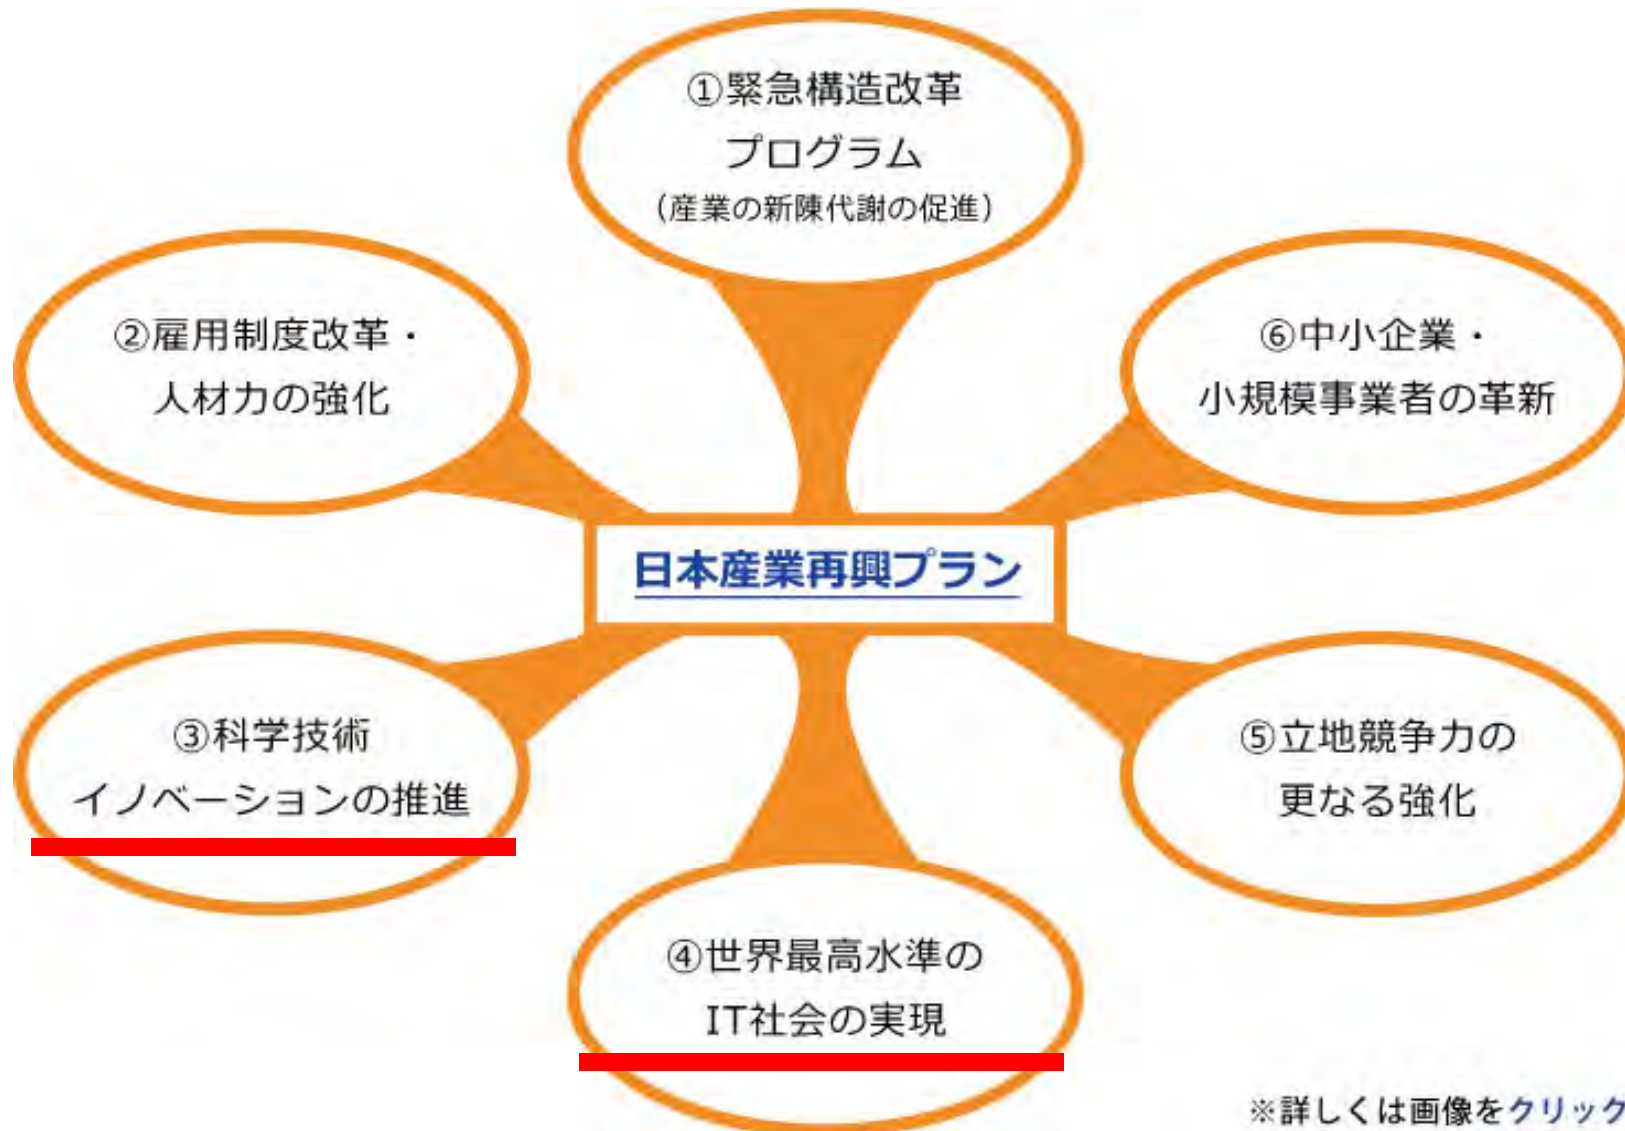 ①緊急構造改革
プログラム
（産業の新陳代謝の促進）
②雇用制度改革・
人材力の強化
⑥中小企業・
小規模事業者の革新
日本産業再興プラン
③科学技術
イノベーションの推進
⑤立地競争力の
更なる強化
④世界最高水準の
IT社会の実現
※詳しくは画像をクリック